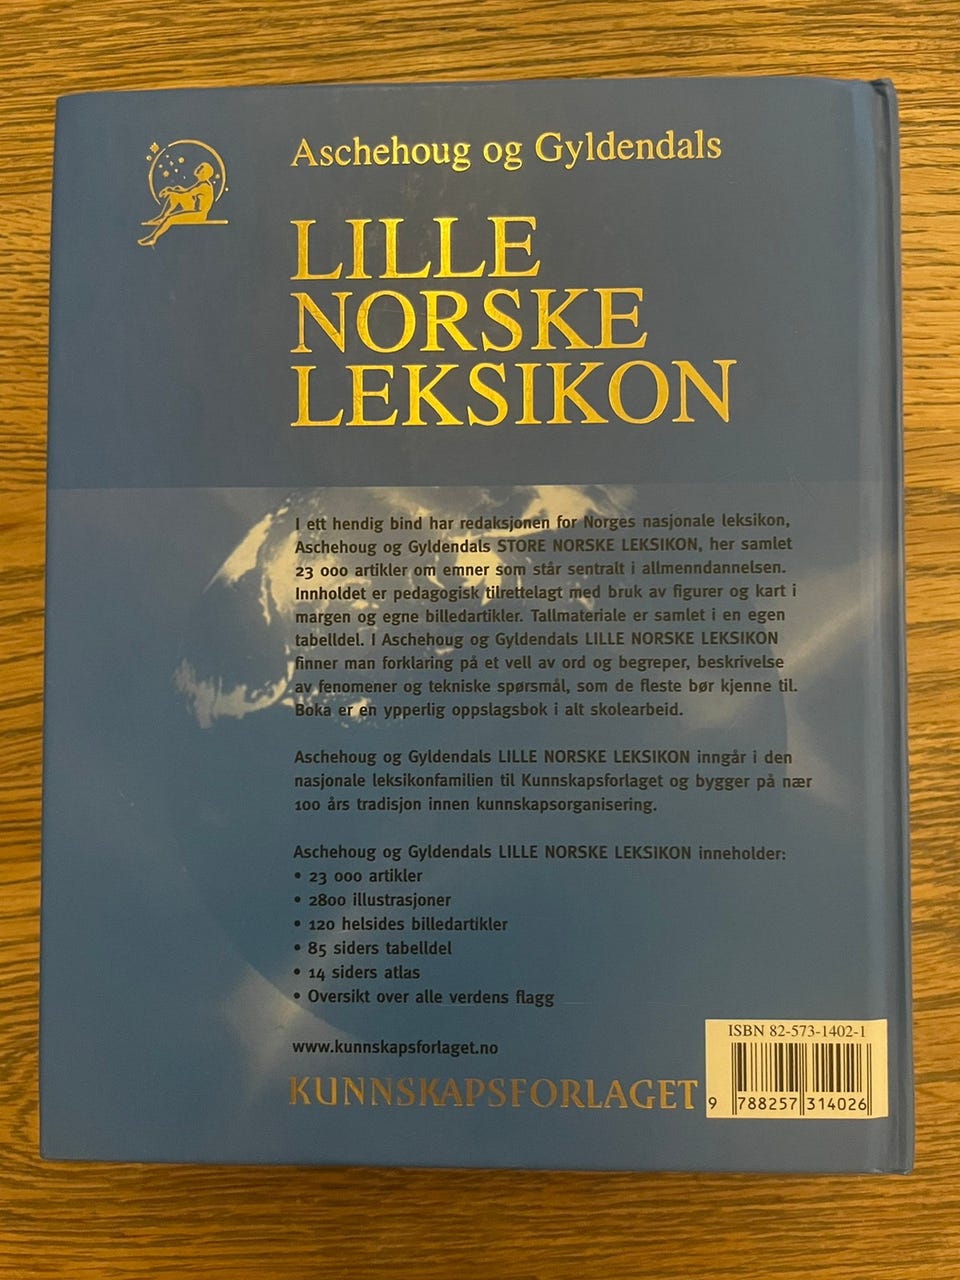 Aschehoug og Gyldendals
LILLE
NORSKE
LEKSIKON
I ett hendig bind har redaksjonen for Norges nasjonale leksikon,
Aschehoug og Gyldendals STORE NORSKE LEKSIKON, her samlet
23 000 artikler om emner som står sentralt i allmenndannelsen.
Innholdet er pedagogisk tilrettelagt med bruk av figurer og kart i
margen og egne billedartikler. Tallmateriale er samlet i en egen
tabelldel. I Aschehoug og Gyldendals LILLE NORSKE LEKSIKON
finner man forklaring på et vell av ord og begreper, beskrivelse
av fenomener og tekniske spørsmål, som de fleste bør kjenne til.
Boka er en ypperlig oppslagsbok i alt skolearbeid.
Aschehoug og Gyldendals LILLE NORSKE LEKSIKON inngår i den
nasjonale leksikonfamilien til Kunnskapsforlaget og bygger på nær
100 års tradisjon innen kunnskapsorganisering.
Aschehoug og Gyldendals LILLE NORSKE LEKSIKON inneholder:
• 23 000 artikler
• 2800 illustrasjoner
• 120 helsides billedartikler
• 85 siders tabelldel
• 14 siders atlas
• Oversikt over alle verdens flagg
www.kunnskapsforlaget.no
KUNNSKAPSFORLAGET
ISBN 82-573-1402-1
9 788257 314026